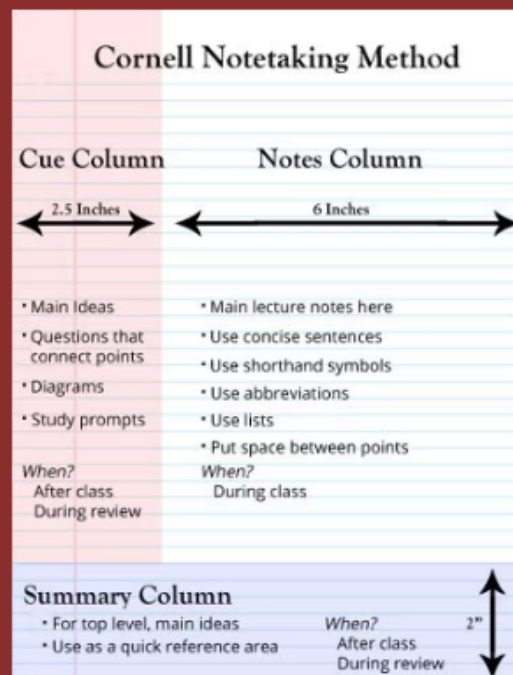 Cornell Notetaking Method
Cue Column
2.5 Inches
• Main Ideas
• Questions that
connect points
• Diagrams
• Study prompts
When?
After class
During review
Notes Column
6 Inches
• Main lecture notes here
• Use concise sentences
• Use shorthand symbols
• Use abbreviations
• Use lists
• Put space between points
When?
During class
Summary Column
• For top level, main ideas
• Use as a quick reference area
When?
After class
During review
2"